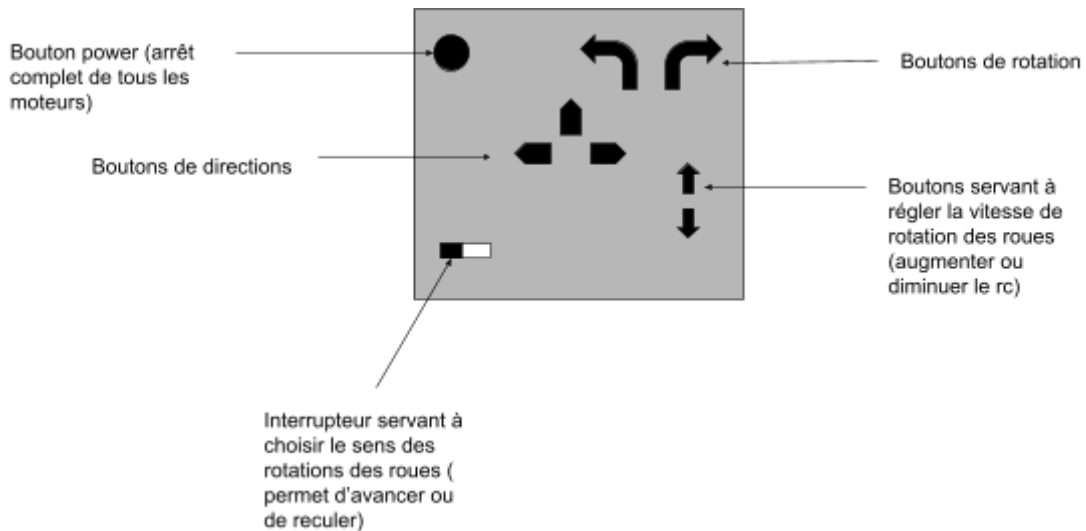 Bouton power (arrêt
complet de tous les
moteurs)
Boutons de rotation
Boutons de directions
Boutons servant à
régler la vitesse de
rotation des roues
(augmenter ou
diminuer le rc)
Interrupteur servant à
choisir le sens des
rotations des roues (
permet d'avancer ou
de reculer)